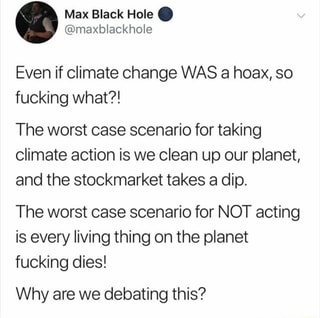 Max Black Hole 🌑
@maxblackhole
Even if climate change WAS a hoax, so
fucking what?!
The worst case scenario for taking
climate action is we clean up our planet,
and the stockmarket takes a dip.
The worst case scenario for NOT acting
is every living thing on the planet
fucking dies!
Why are we debating this?